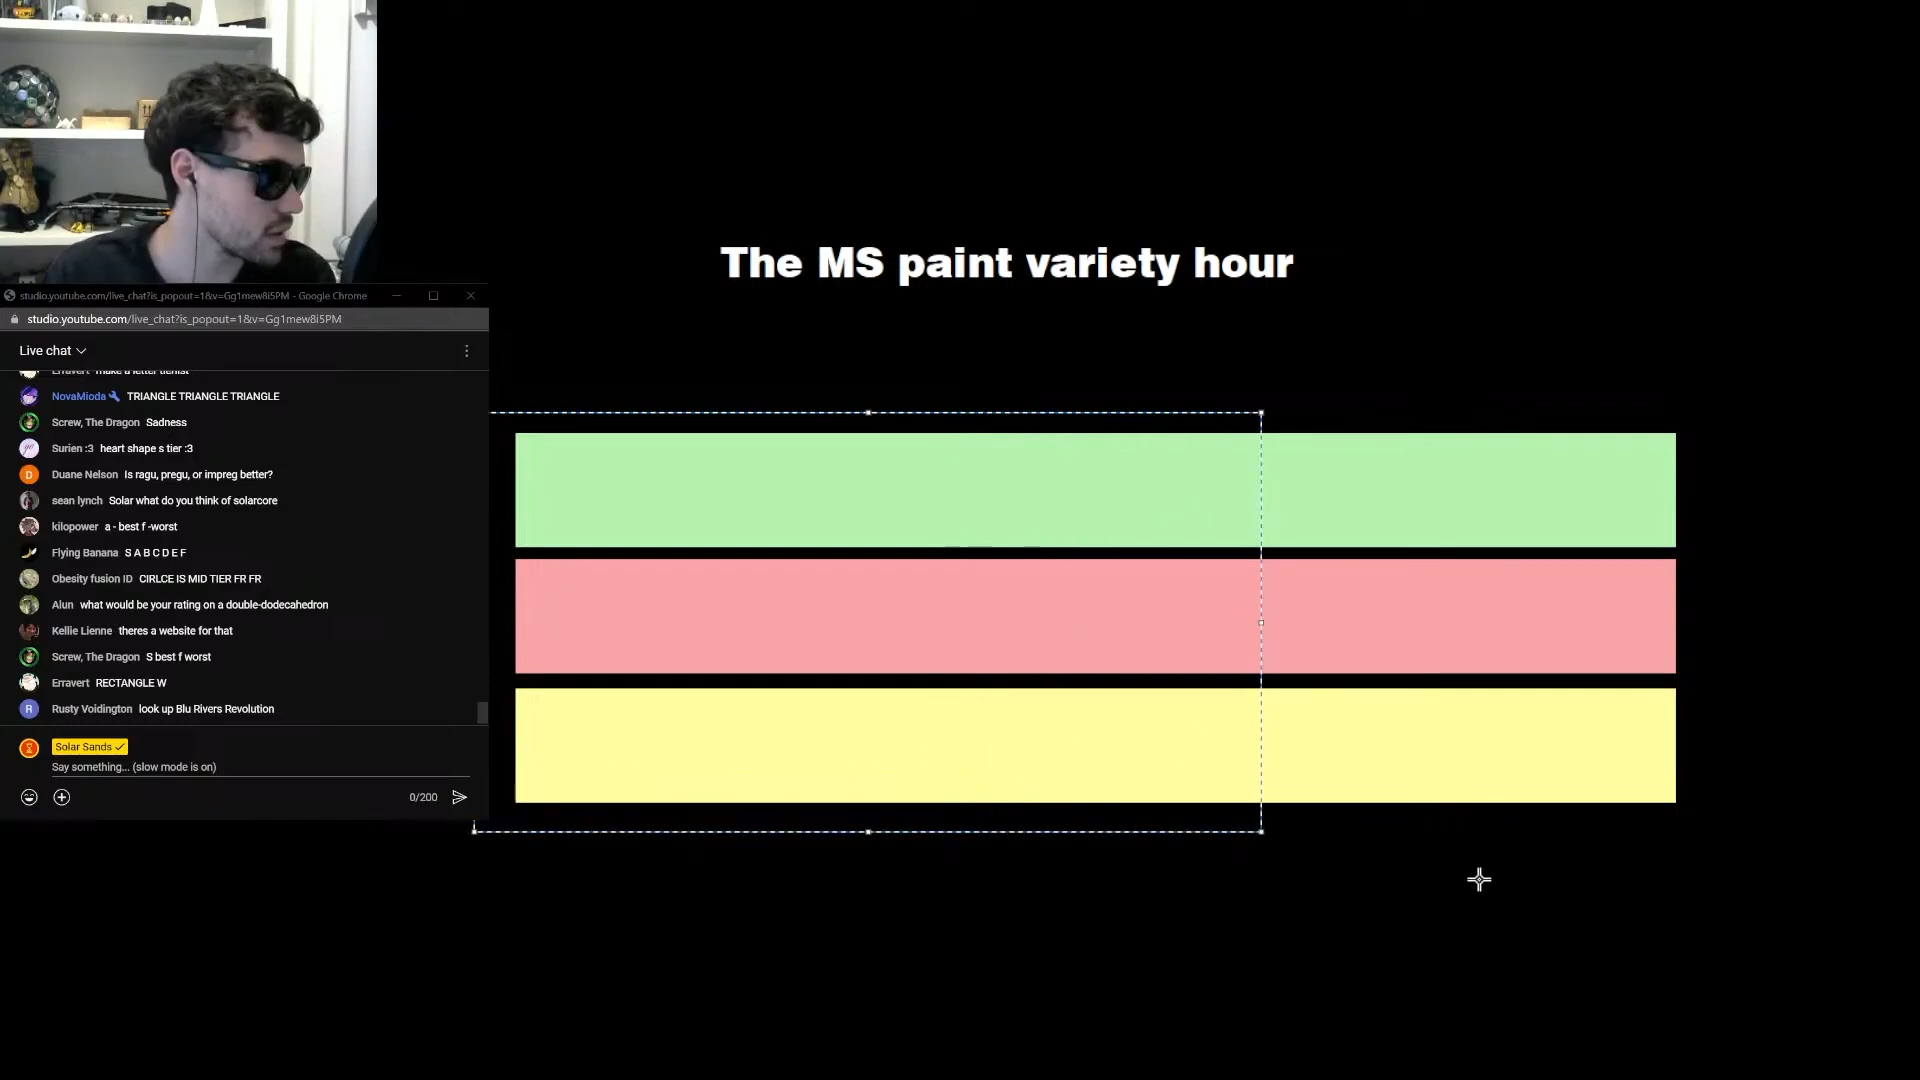 The MS paint variety hour
studio.youtube.com/live_chat?is_popout=1&v=Gg1mew8i5PM - Google Chrome
studio.youtube.com/live_chat?is_popout=1&v=Gg1mew8i5PM
Live chat
Erravert make a letter tierlist
NovaMioda TRIANGLE TRIANGLE TRIANGLE
Screw, The Dragon Sadness
Surien :3 heart shape s tier :3
D Duane Nelson Is ragu, pregu, or impreg better?
sean lynch Solar what do you think of solarcore
kilopower a - best f -worst
Flying Banana S A B C D E F
Obesity fusion ID CIRLCE IS MID TIER FR FR
Alun what would be your rating on a double-dodecahedron
Kellie Lienne theres a website for that
Screw, The Dragon S best f worst
Erravert RECTANGLE W
R Rusty Voidington look up Blu Rivers Revolution
Solar Sands
Say something... (slow mode is on)
0/200